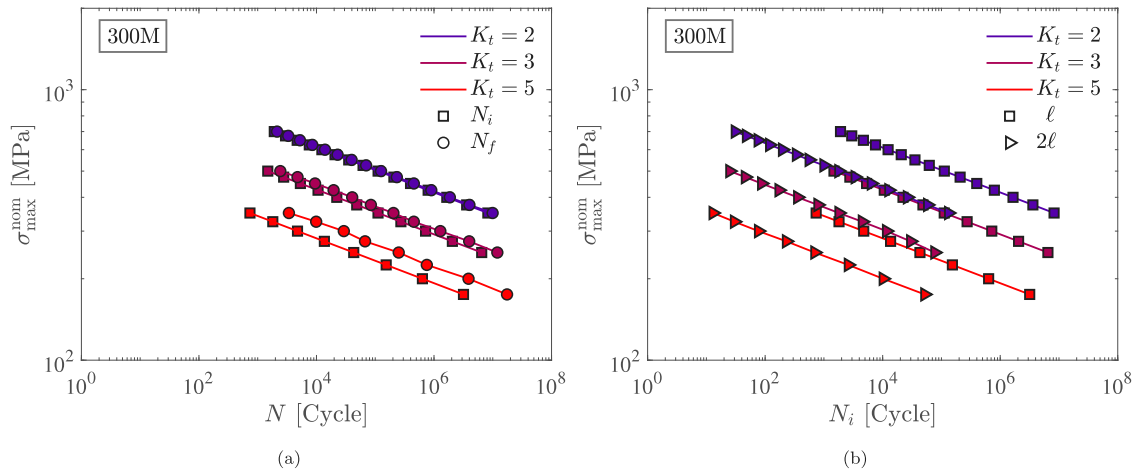 300M
K_t = 2
K_t = 3
K_t = 5
N_i
N_f
10^3
10^2
σ_max^nom [MPa]
10^0 10^2 10^4 10^6 10^8
N [Cycle]
(a)
300M
K_t = 2
K_t = 3
K_t = 5
ℓ
2ℓ
10^3
10^2
σ_max^nom [MPa]
10^0 10^2 10^4 10^6 10^8
N_i [Cycle]
(b)